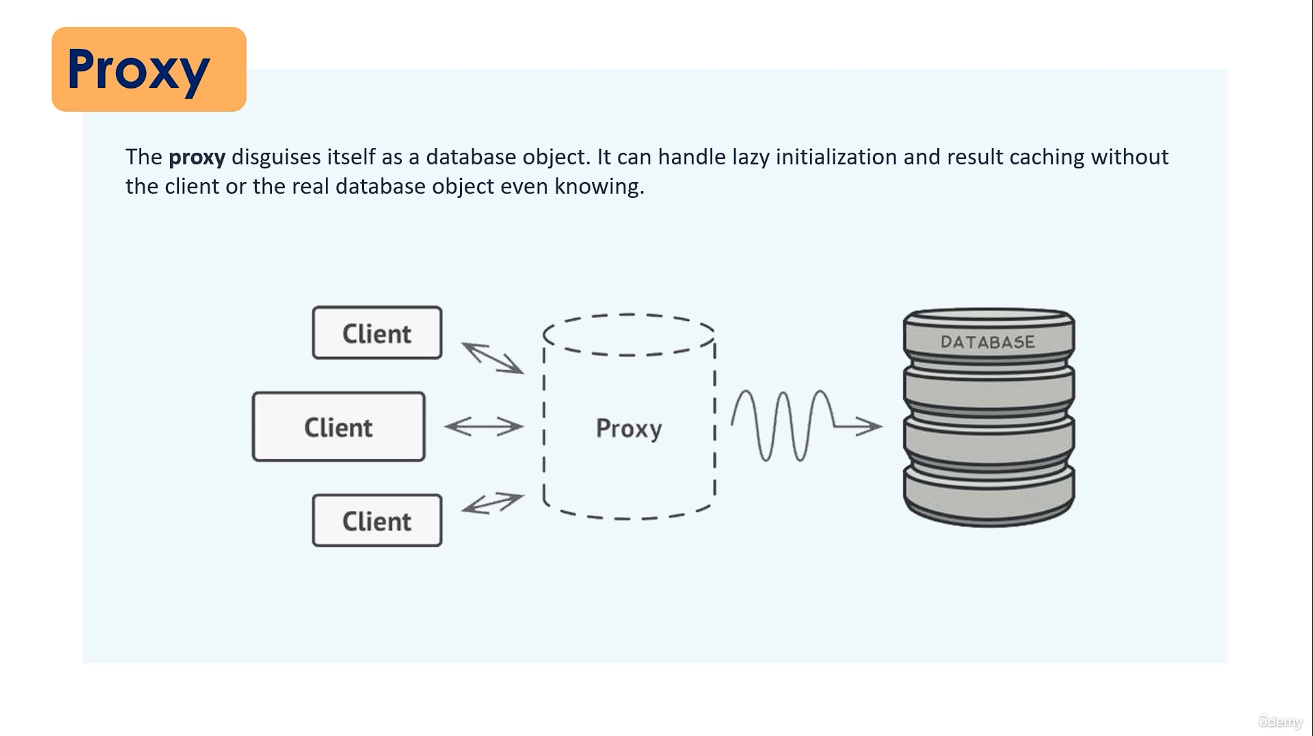 Proxy
The proxy disguises itself as a database object. It can handle lazy initialization and result caching without
the client or the real database object even knowing.
Client
Client
Client
Proxy
DATABASE
ûdemy